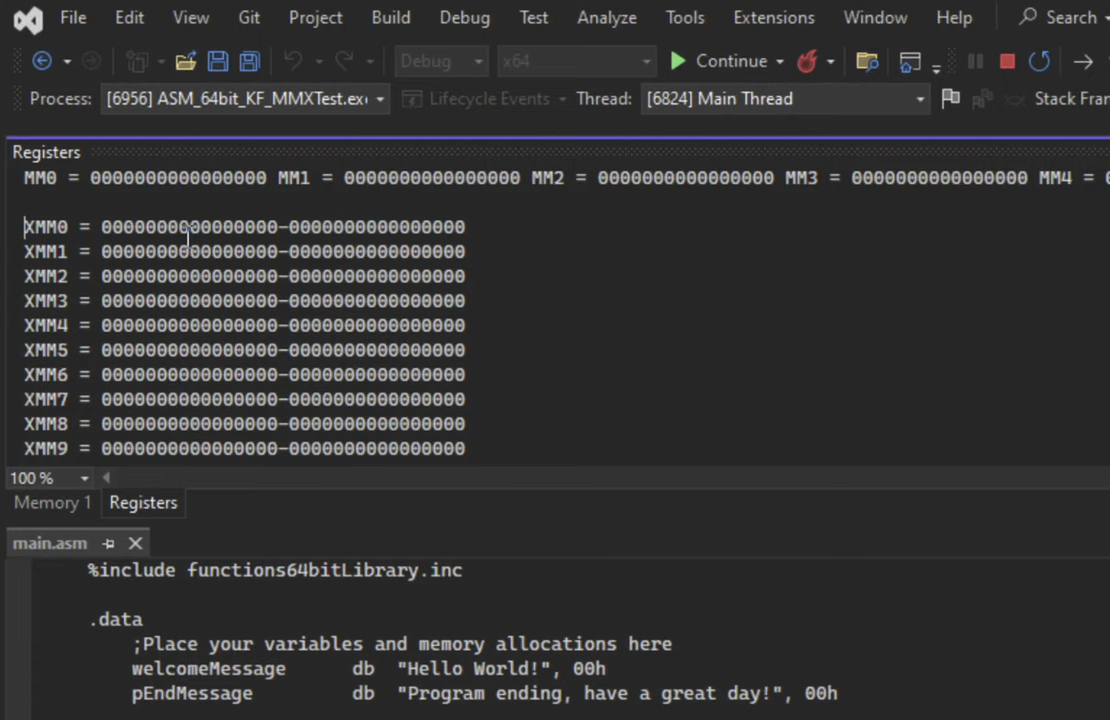 File Edit View Git Project Build Debug Test Analyze Tools Extensions Window Help Search
Debug x64 Continue
Process: [6956] ASM_64bit_KF_MMXTest.ex Lifecycle Events Thread: [6824] Main Thread Stack Fran
Registers
MM0 = 0000000000000000 MM1 = 0000000000000000 MM2 = 0000000000000000 MM3 = 0000000000000000 MM4 = 0
XMM0 = 0000000000000000-0000000000000000
XMM1 = 0000000000000000-0000000000000000
XMM2 = 0000000000000000-0000000000000000
XMM3 = 0000000000000000-0000000000000000
XMM4 = 0000000000000000-0000000000000000
XMM5 = 0000000000000000-0000000000000000
XMM6 = 0000000000000000-0000000000000000
XMM7 = 0000000000000000-0000000000000000
XMM8 = 0000000000000000-0000000000000000
XMM9 = 0000000000000000-0000000000000000
100 %
Memory 1 Registers
main.asm
%include functions64bitLibrary.inc
.data
;Place your variables and memory allocations here
welcomeMessage db "Hello World!", 00h
pEndMessage db "Program ending, have a great day!", 00h